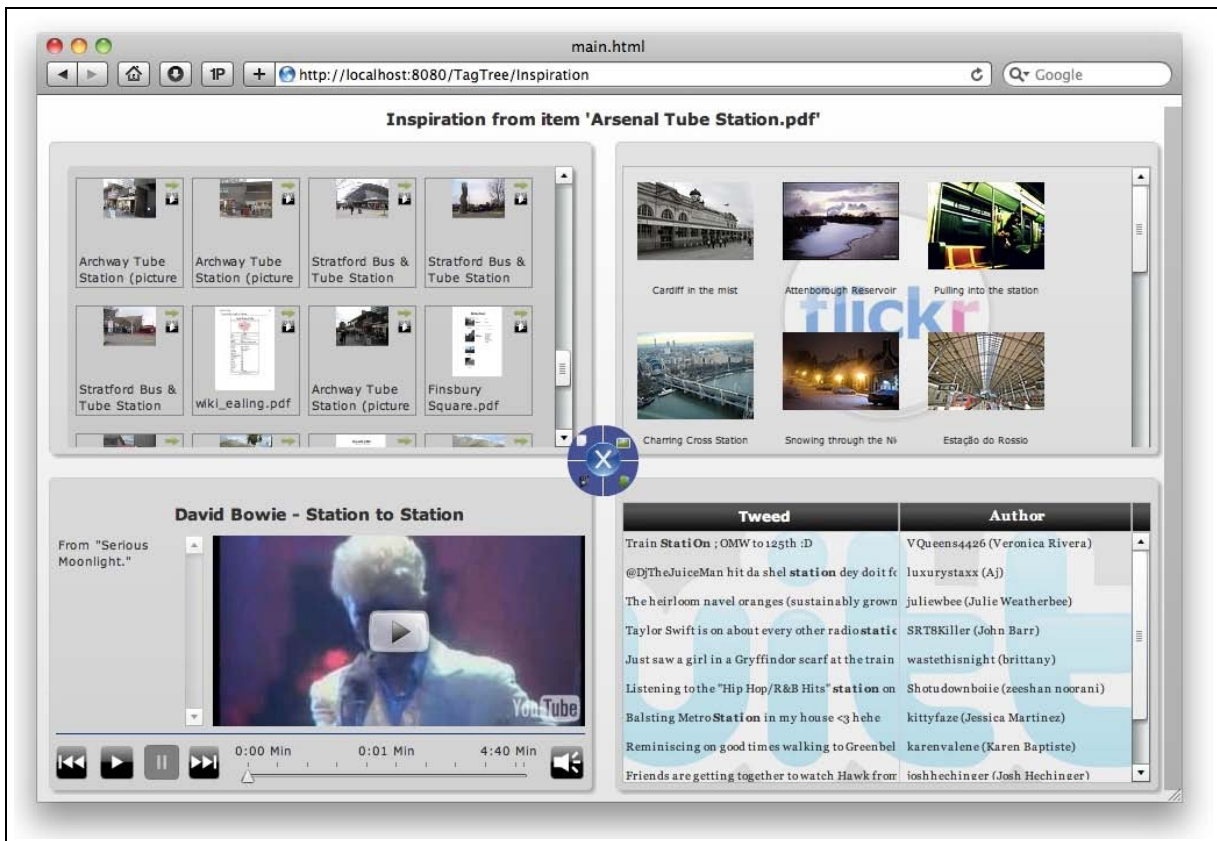 main.html
1P
+
http://localhost:8080/TagTree/Inspiration
Google
Inspiration from item 'Arsenal Tube Station.pdf'
Archway Tube
Station (picture
Archway Tube
Station (picture
Stratford Bus &
Tube Station
Stratford Bus &
Tube Station
Stratford Bus &
Tube Station
wiki_ealing.pdf
Archway Tube
Station (picture
Finsbury
Square.pdf
flickr
Cardiff in the mist
Attenborough Reservoir
Pulling into the station
Charring Cross Station
Snowing through the Ni
Estação do Rossio
X
David Bowie - Station to Station
From "Serious
Moonlight."
YouTube
0:00 Min 0:01 Min 4:40 Min
Tweed Author
Train StatiOn ; OMW to 125th :D VQueens4426 (Veronica Rivera)
@DjTheJuiceMan hit da shel station dey do it fo luxurystaxx (Aj)
The heirloom navel oranges (sustainably grown juliewbee (Julie Weatherbee)
Taylor Swift is on about every other radio static SRT8Killer (John Barr)
Just saw a girl in a Gryffindor scarf at the train wastethisnight (brittany)
Listening to the "Hip Hop/R&B Hits" station on Shotudownboiie (zeeshan noorani)
Balsting Metro Station in my house <3 hehe kittyfaze (Jessica Martinez)
Reminiscing on good times walking to Greenbel karenvalene (Karen Baptiste)
Friends are getting together to watch Hawk from joshhechinger (Josh Hechinger)